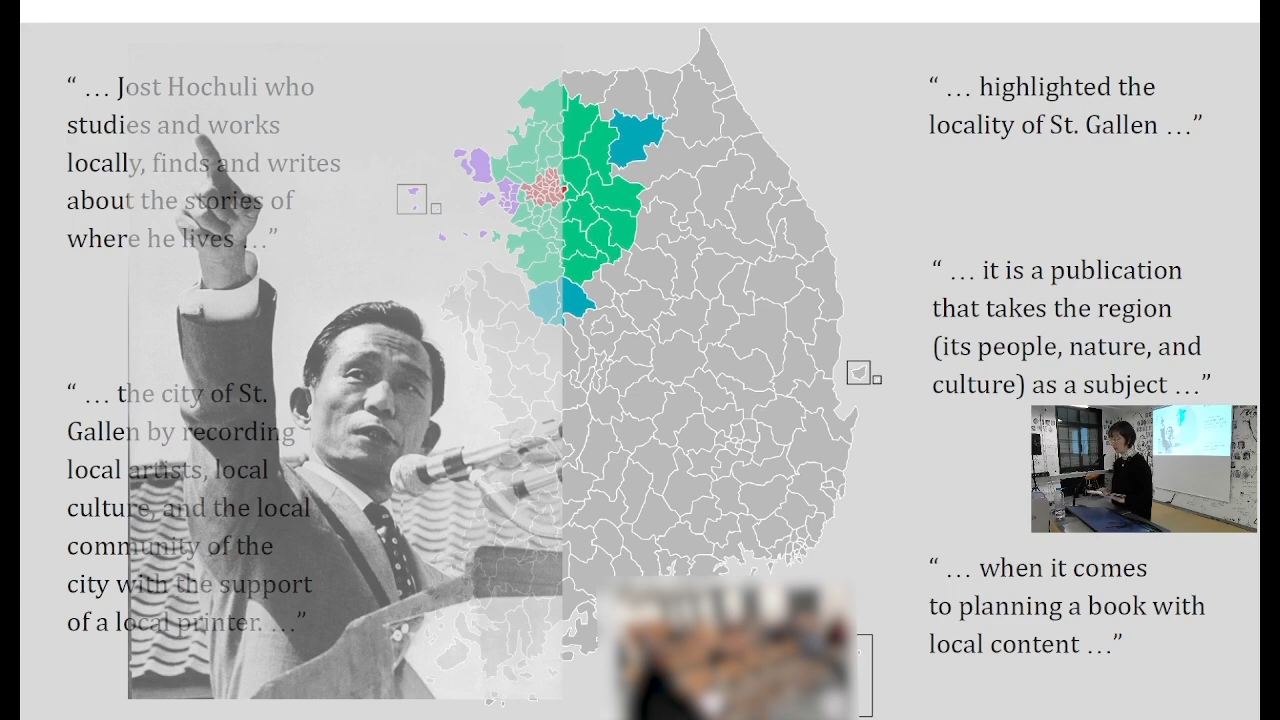 “ … Jost Hochuli who
studies and works
locally, finds and writes
about the stories of
where he lives …”
“ … the city of St.
Gallen by recording
local artists, local
culture, and the local
community of the
city with the support
of a local printer. …”
“ … highlighted the
locality of St. Gallen …”
“ … it is a publication
that takes the region
(its people, nature, and
culture) as a subject …”
“ … when it comes
to planning a book with
local content …”